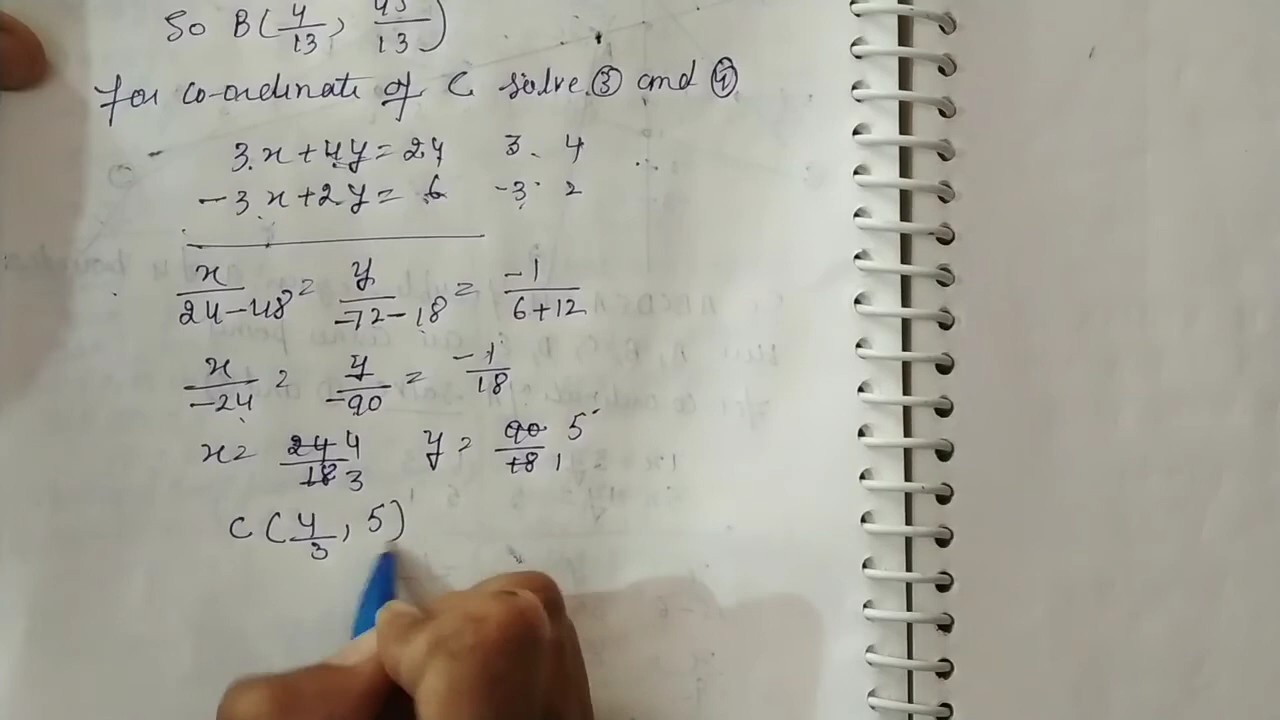 So B(4/13, 45/13)
for co-ordinate of C solve ③ and ④
3x+4y=24 3 4
-3x+2y=6 -3 2
x/24-48 = y/-72-18 = -1/6+12
x/-24 = y/-90 = -1/18
x= 24/18 4/3 y= 90/18 5/1
C(4/3, 5)